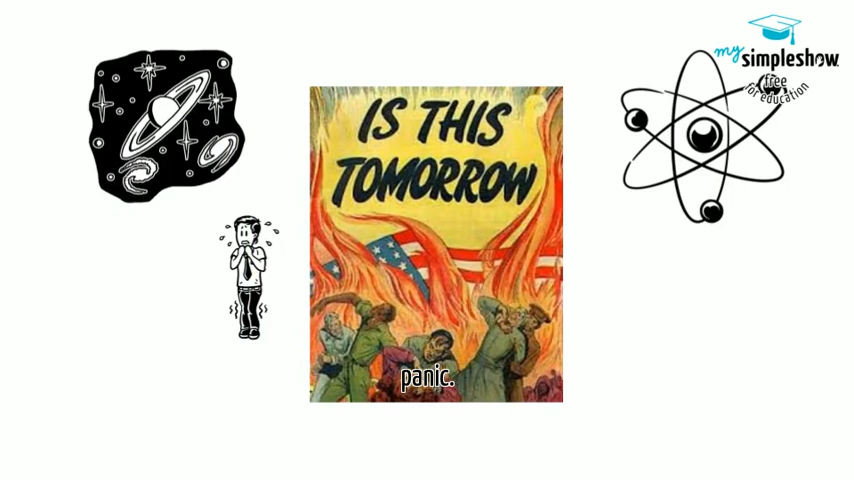 my
simpleshow
free
for education
IS THIS
TOMORROW
panic.